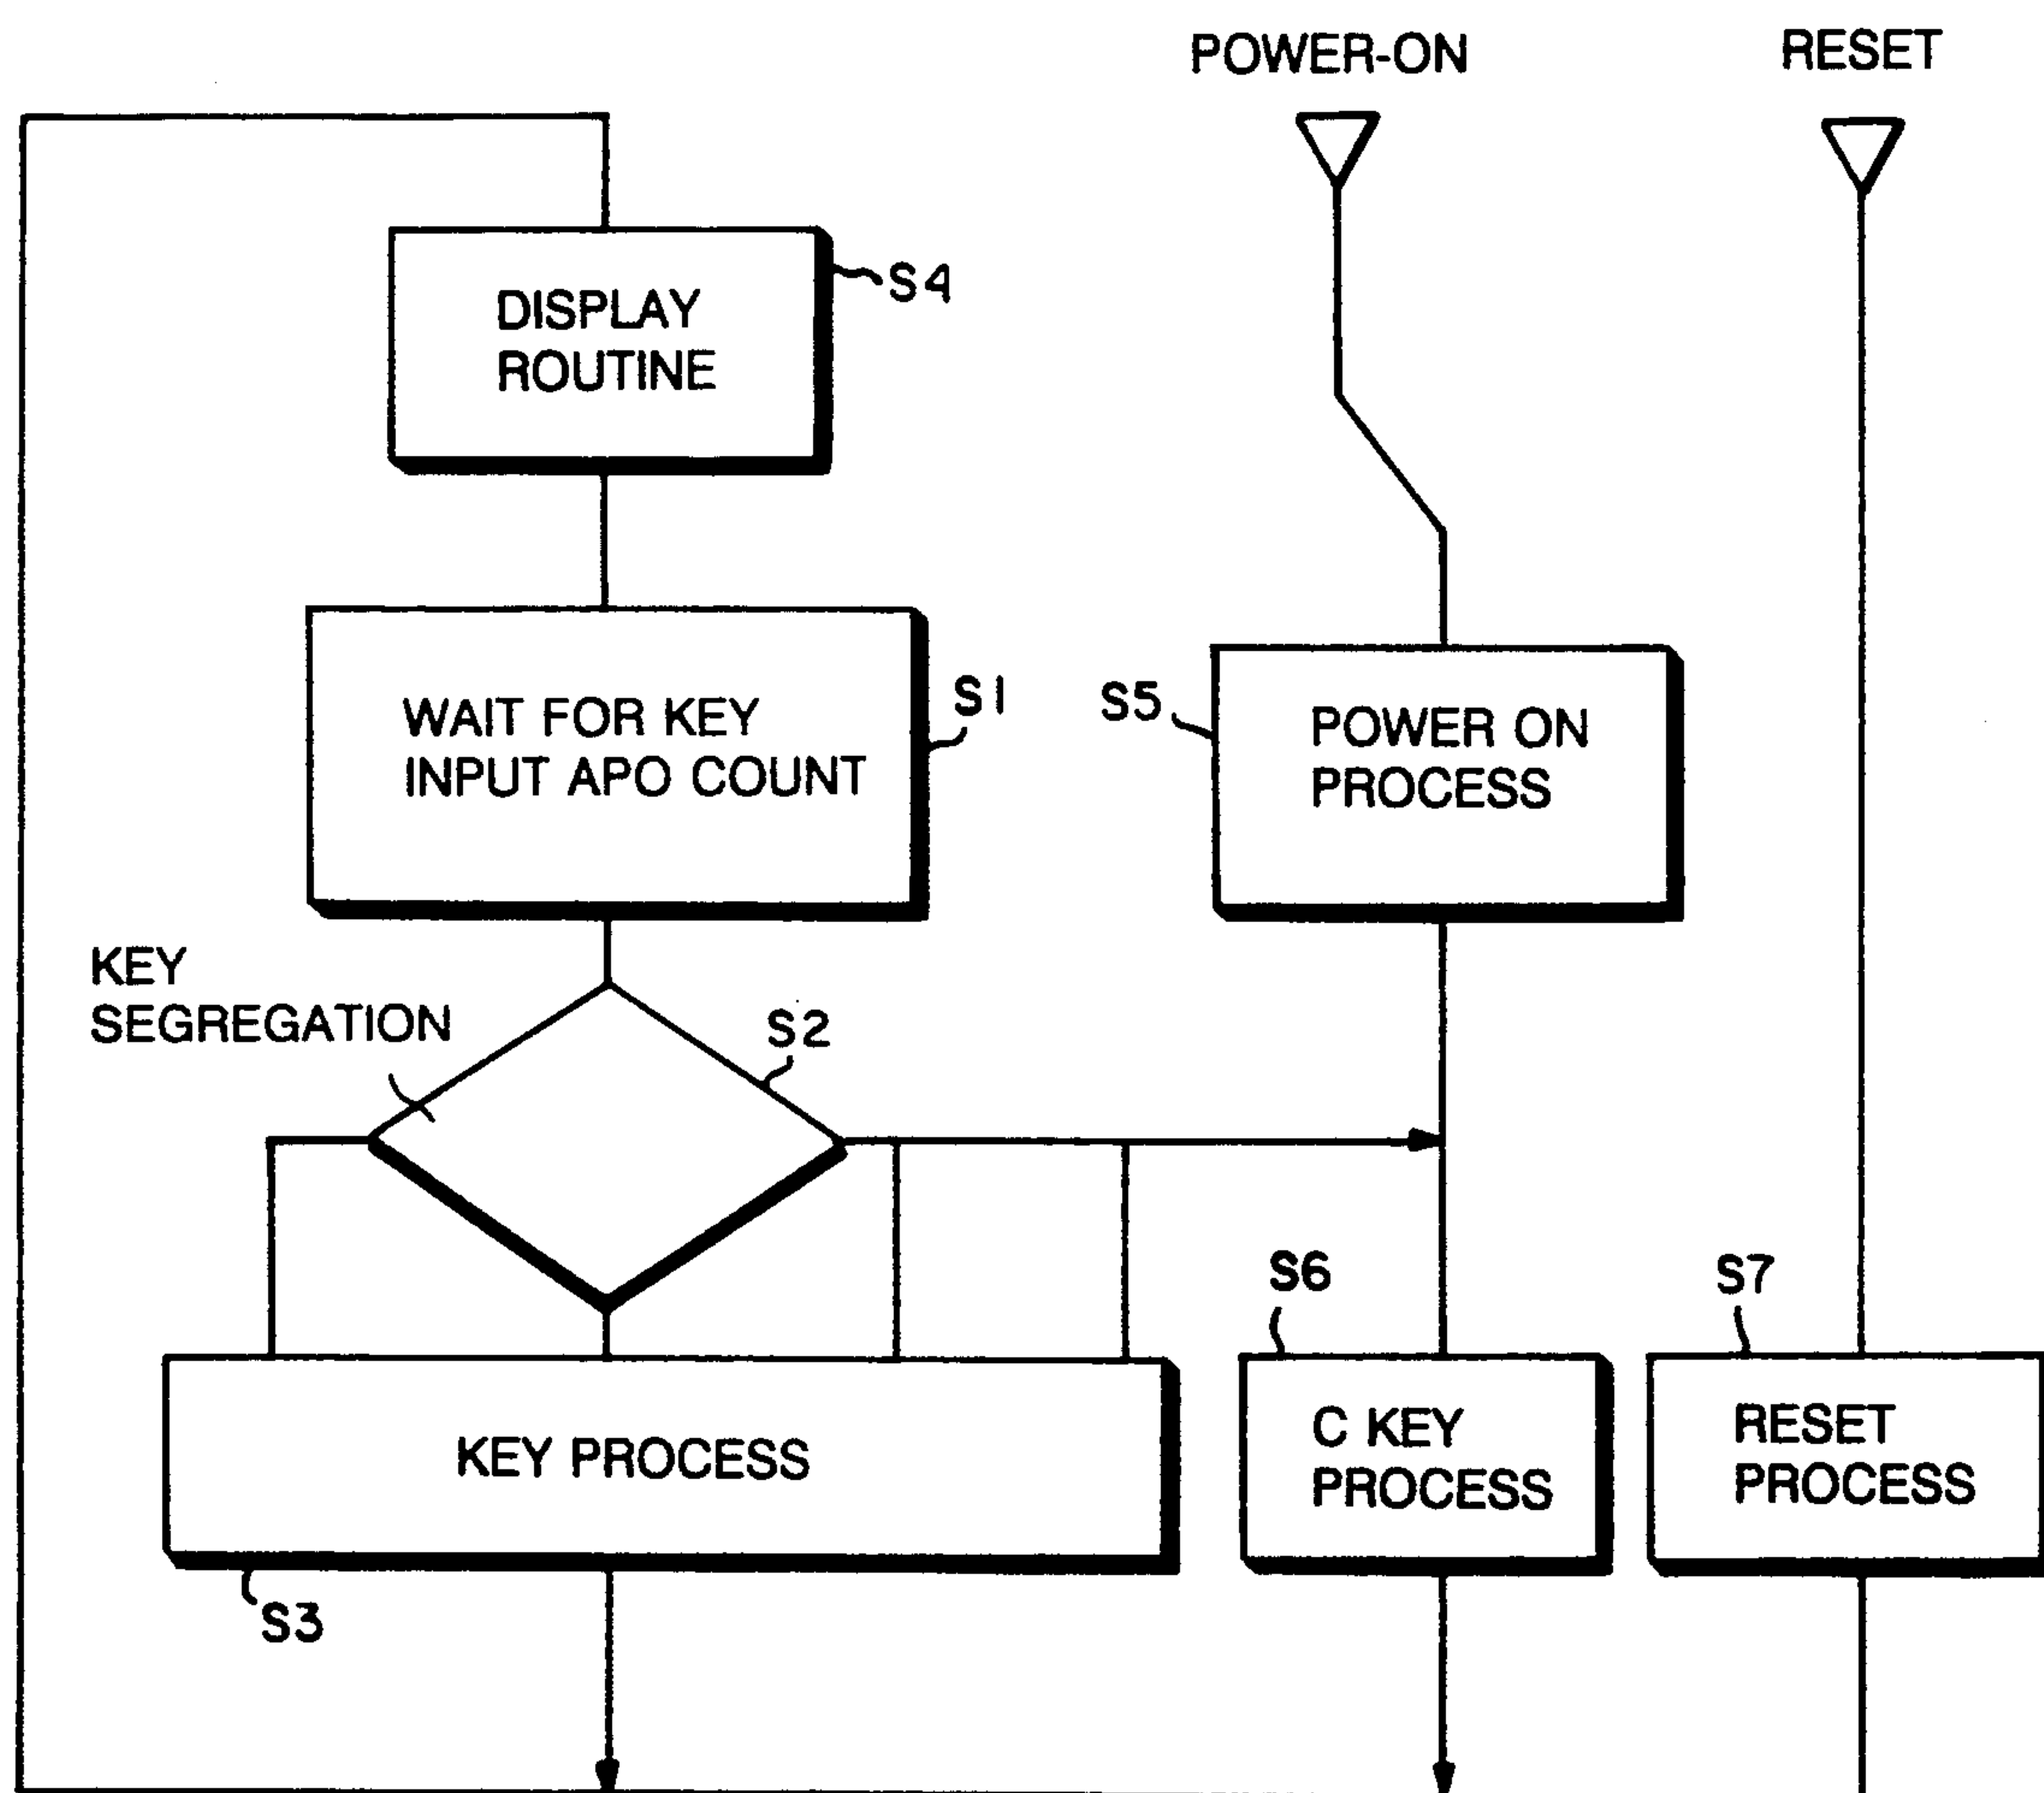 POWER-ON
RESET
DISPLAY
ROUTINE
S4
WAIT FOR KEY
INPUT APO COUNT
S1
S5
POWER ON
PROCESS
KEY
SEGREGATION
S2
S6
S7
KEY PROCESS
C KEY
PROCESS
RESET
PROCESS
S3